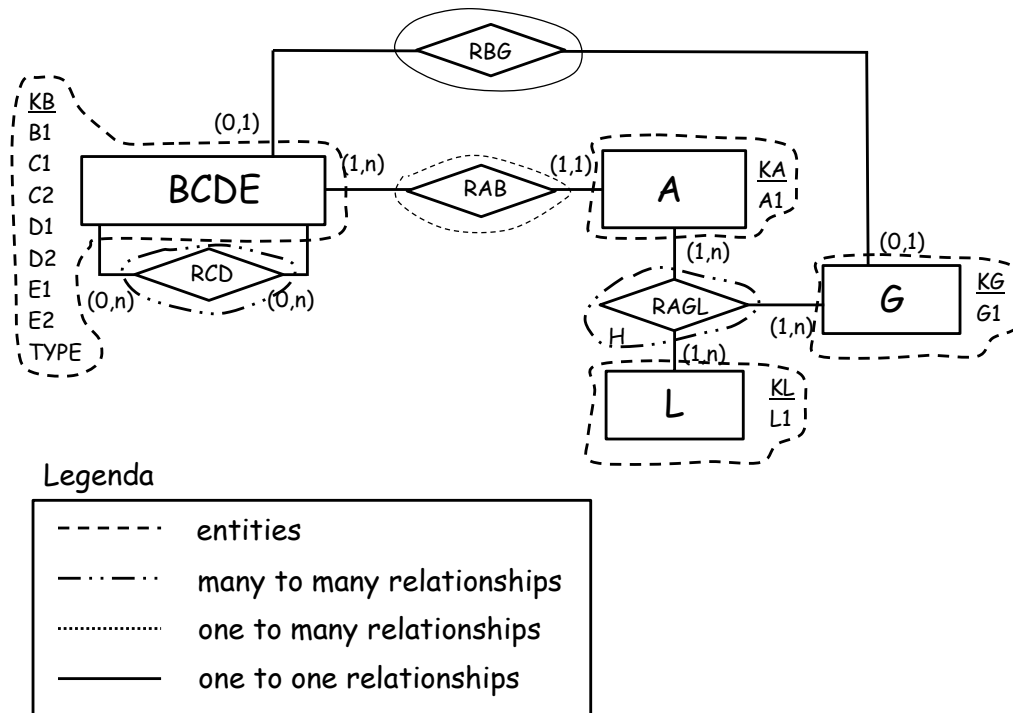 RBG
KB
B1
C1
C2
D1
D2
E1
E2
TYPE
(0,1)
BCDE
(1,n)
RAB
(1,1)
A
KA
A1
RCD
(0,n)
(0,n)
(1,n)
RAGL
H
(1,n)
(1,n)
(0,1)
G
KG
G1
L
KL
L1
Legenda
entities
many to many relationships
one to many relationships
one to one relationships